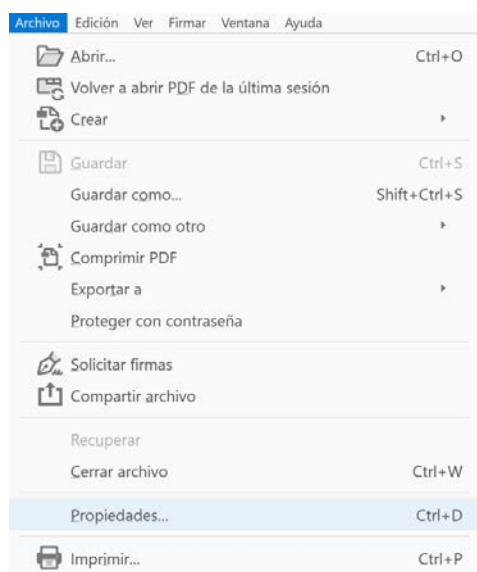 Archivo Edición Ver Firmar Ventana Ayuda
Abrir... Ctrl+O
Volver a abrir PDF de la última sesión
Crear
Guardar Ctrl+S
Guardar como... Shift+Ctrl+S
Guardar como otro
Comprimir PDF
Exportar a
Proteger con contraseña
Solicitar firmas
Compartir archivo
Recuperar
Cerrar archivo Ctrl+W
Propiedades... Ctrl+D
Imprimir... Ctrl+P